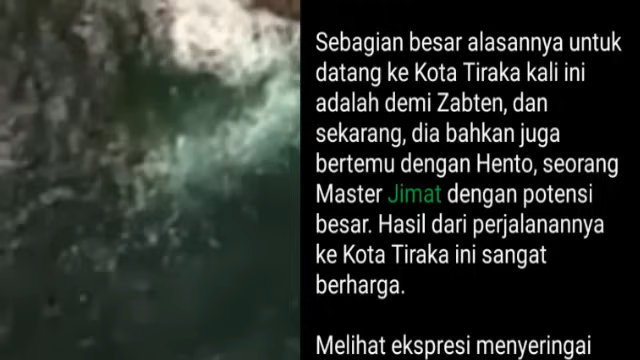 Sebagian besar alasannya untuk
datang ke Kota Tiraka kali ini
adalah demi Zabten, dan
sekarang, dia bahkan juga
bertemu dengan Hento, seorang
Master Jimat dengan potensi
besar. Hasil dari perjalanannya
ke Kota Tiraka ini sangat
berharga.
Melihat ekspresi menyeringai